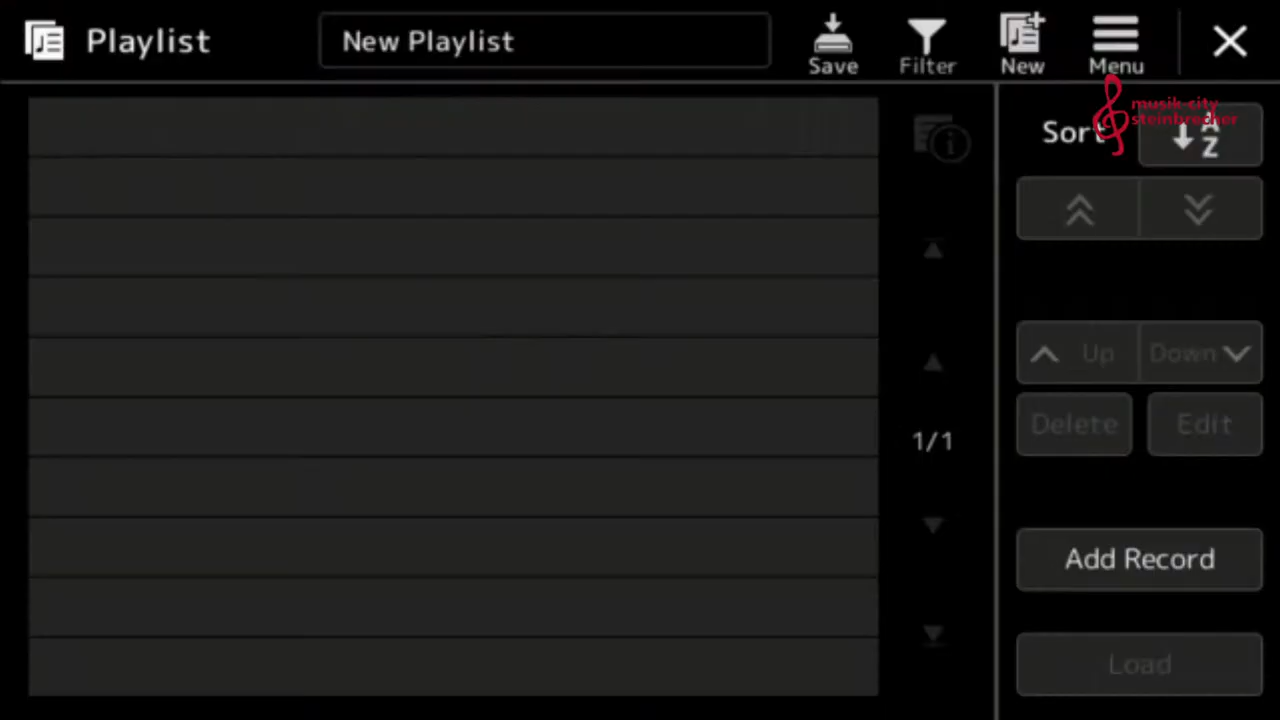 Playlist
New Playlist
Save
Filter
New
Menu
musik-city
steinbrecher
Sort
A
Z
Up
Down
Delete
Edit
1/1
Add Record
Load